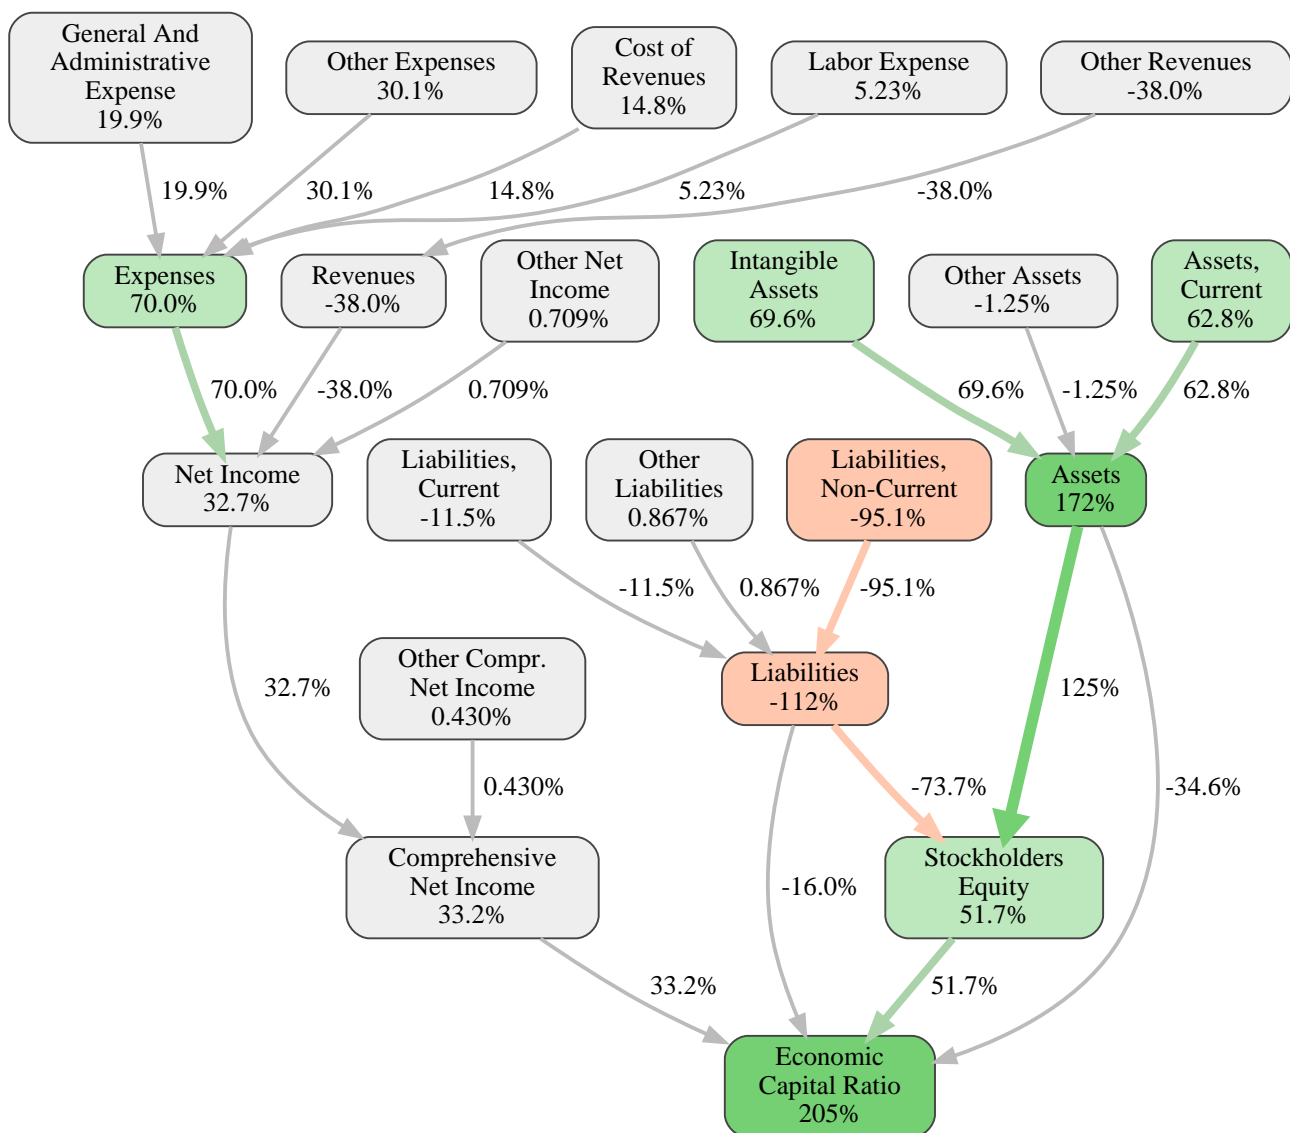 General And
Administrative
Expense
19.9%
Other Expenses
30.1%
Cost of
Revenues
14.8%
Labor Expense
5.23%
Other Revenues
-38.0%
19.9%
30.1%
14.8%
5.23%
-38.0%
Expenses
70.0%
Revenues
-38.0%
Other Net
Income
0.709%
Intangible
Assets
69.6%
Other Assets
-1.25%
Assets,
Current
62.8%
70.0%
-38.0%
0.709%
69.6%
-1.25%
62.8%
Net Income
32.7%
Liabilities,
Current
-11.5%
Other
Liabilities
0.867%
Liabilities,
Non-Current
-95.1%
Assets
172%
-11.5%
0.867%
-95.1%
32.7%
Other Compr.
Net Income
0.430%
Liabilities
-112%
125%
0.430%
-73.7%
-34.6%
Comprehensive
Net Income
33.2%
-16.0%
Stockholders
Equity
51.7%
33.2%
51.7%
Economic
Capital Ratio
205%